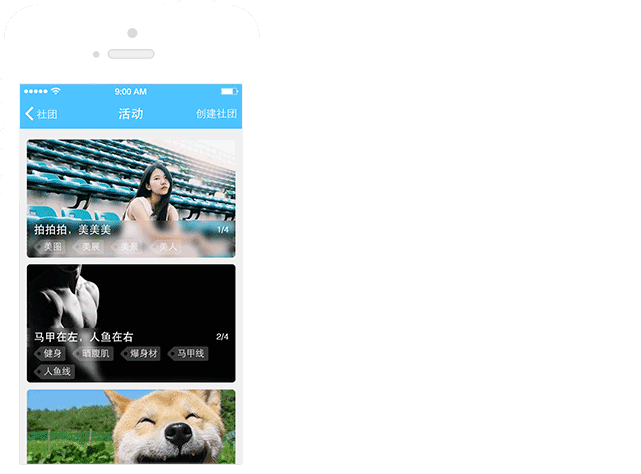 9:00 AM
社团 活动 创建社团
拍拍拍，美美美 1/4
美图 美展 美景 美人
马甲在左，人鱼在右 2/4
健身 晒腹肌 爆身材 马甲线
人鱼线